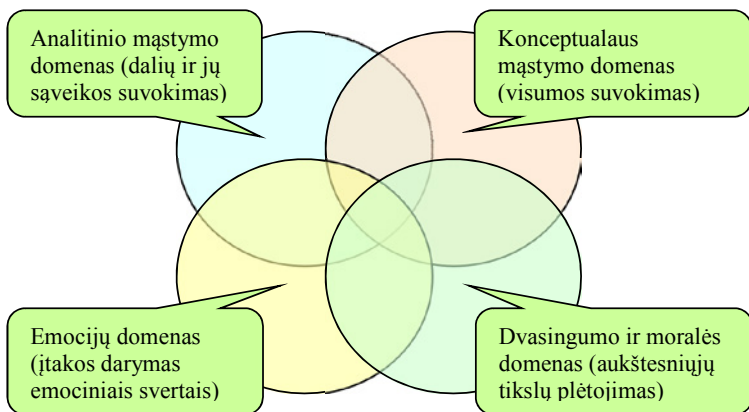 Analitinio mąstymo
domenas (dalių ir jų
sąveikos suvokimas)
Konceptualaus
mąstymo domenas
(visumos suvokimas)
Emocijų domenas
(įtakos darymas
emociniais svertais)
Dvasingumo ir moralės
domenas (aukštesniųjų
tikslų plėtojimas)